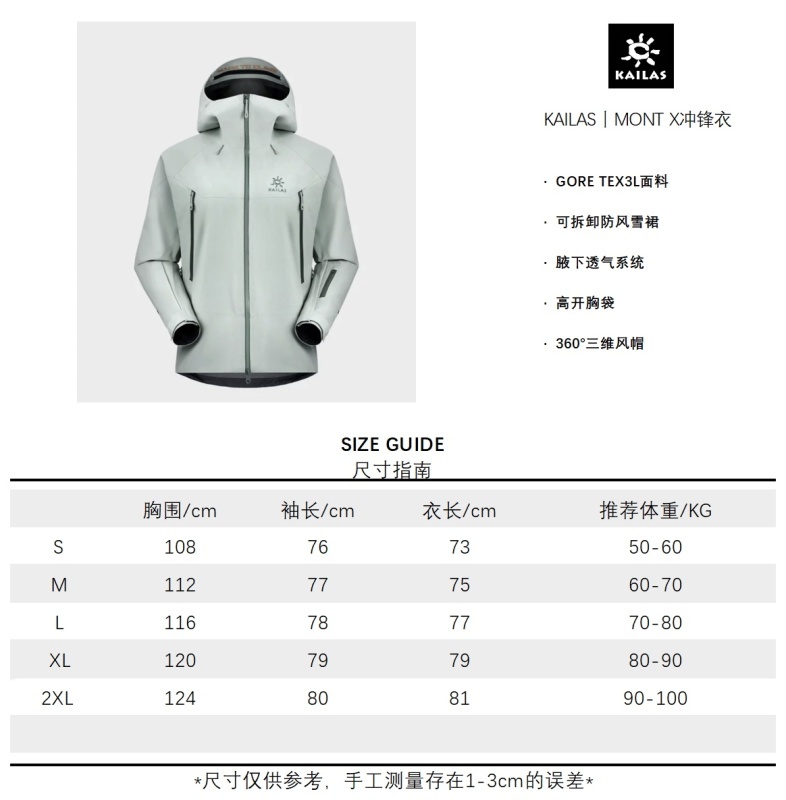 KAILAS
KAILAS｜MONT X冲锋衣
· GORE TEX3L面料
· 可拆卸防风雪裙
· 腋下透气系统
· 高开胸袋
· 360°三维风帽
KAILAS
SIZE GUIDE
尺寸指南
胸围/cm 袖长/cm 衣长/cm 推荐体重/KG
S 108 76 73 50-60
M 112 77 75 60-70
L 116 78 77 70-80
XL 120 79 79 80-90
2XL 124 80 81 90-100
*尺寸仅供参考，手工测量存在1-3cm的误差*